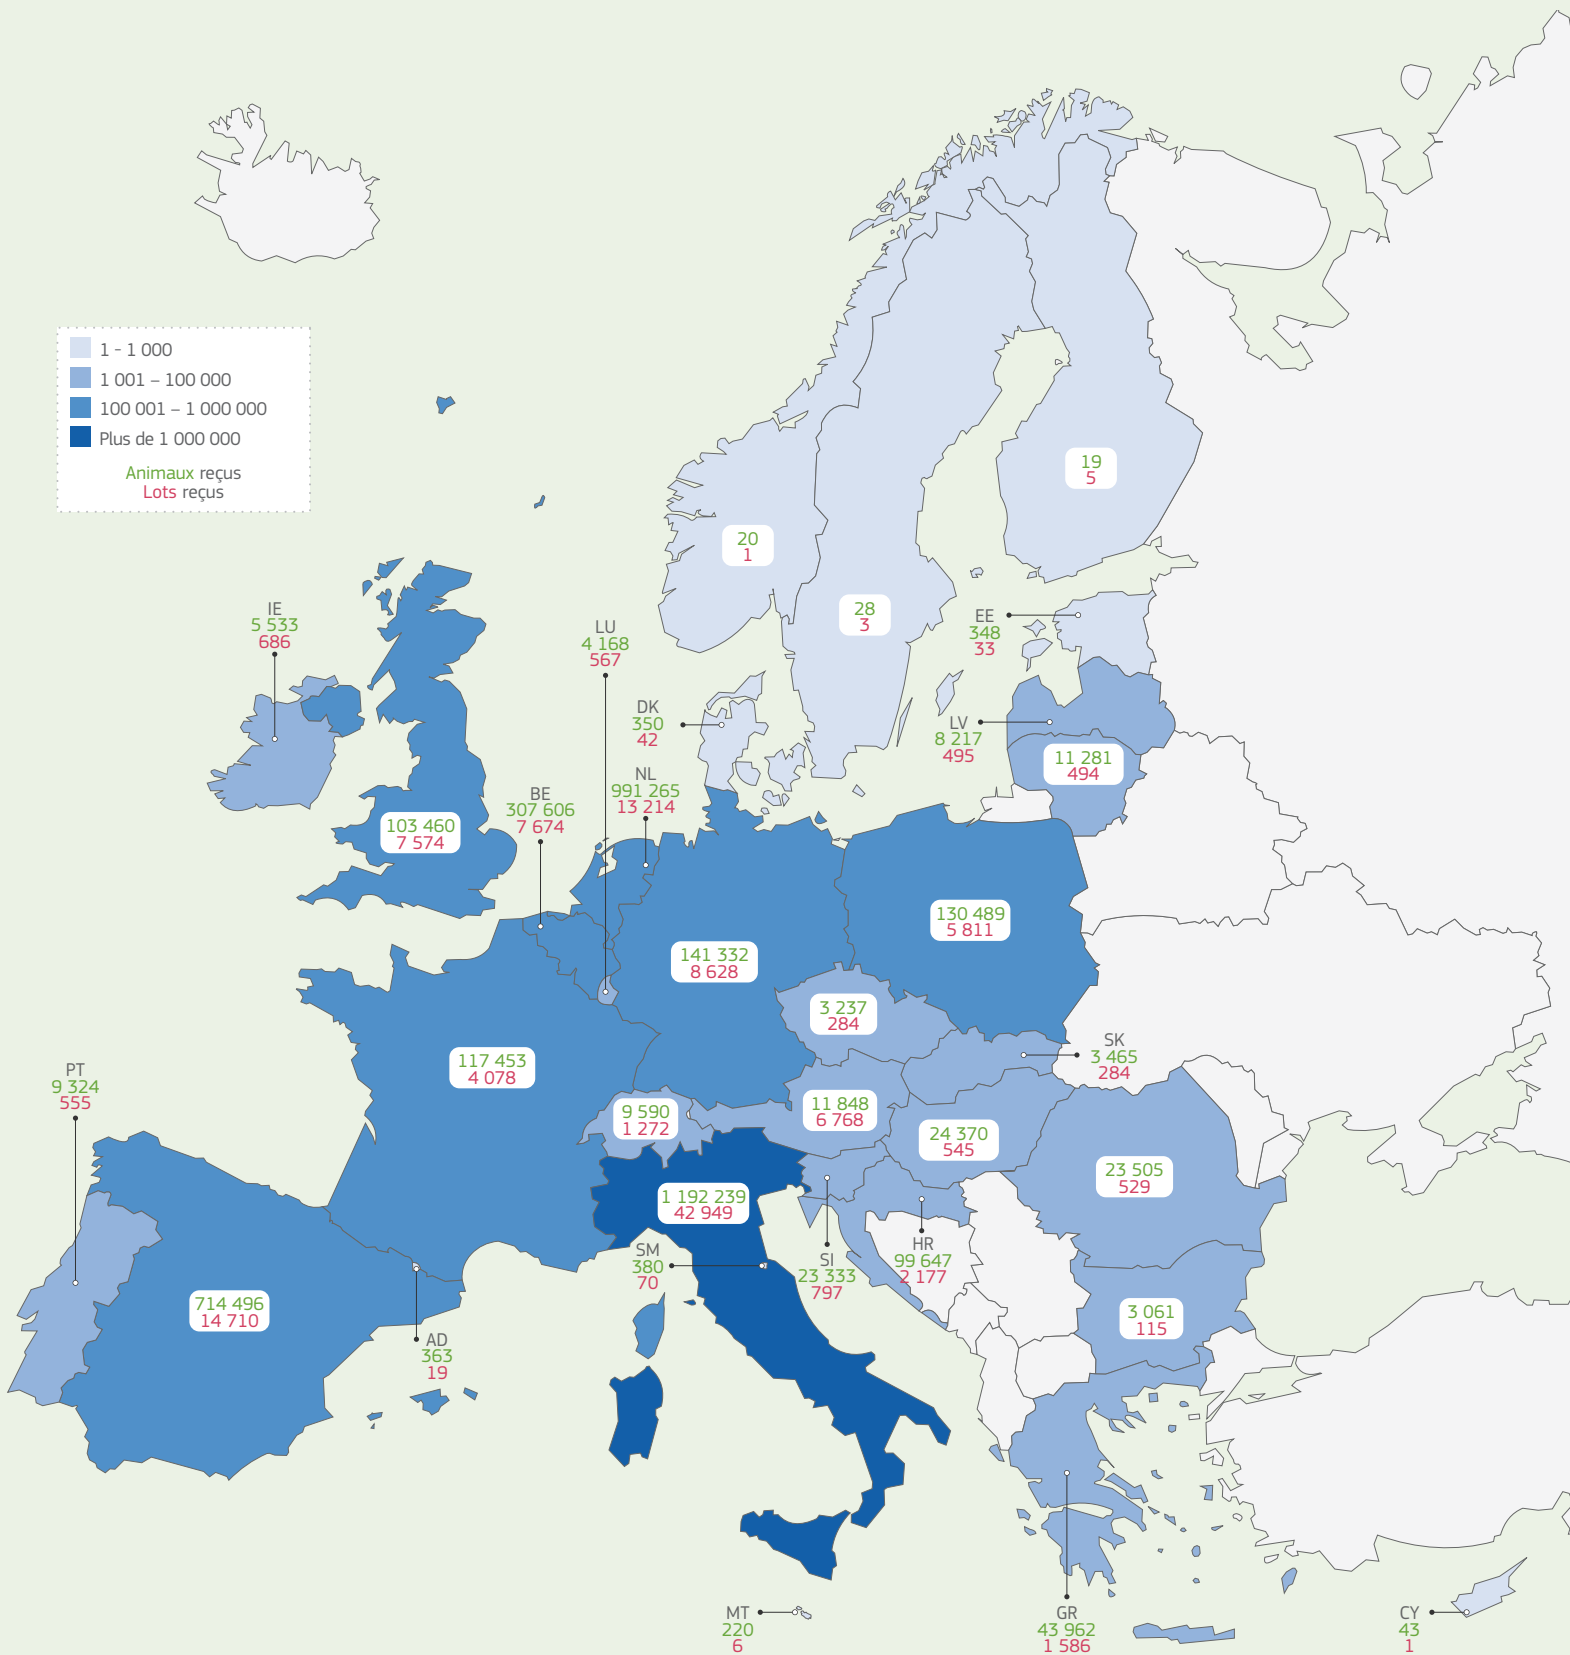 1 - 1 000
1 001 – 100 000
100 001 – 1 000 000
Plus de 1 000 000
Animaux reçus
Lots reçus
19
5
20
1
28
3
IE
5 533
686
LU
4 168
567
EE
348
33
DK
350
42
LV
8 217
495
11 281
494
NL
991 265
13 214
BE
307 606
7 674
103 460
7 574
130 489
5 811
141 332
8 628
3 237
284
SK
3 465
284
117 453
4 078
PT
9 324
555
9 590
1 272
11 848
6 768
24 370
545
23 505
529
1 192 239
42 949
SM
380
70
SI
23 333
797
HR
99 647
2 177
714 496
14 710
3 061
115
AD
363
19
MT
220
6
GR
43 962
1 586
CY
43
1